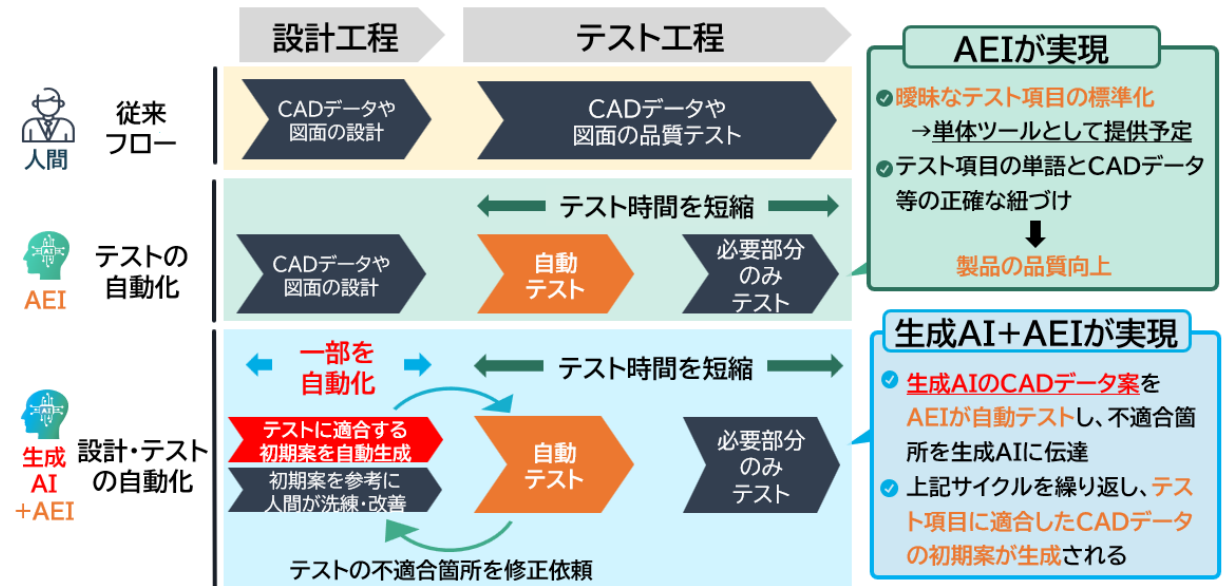 設計工程
テスト工程
人間
従来
フロー
CADデータや
図面の設計
CADデータや
図面の品質テスト
AEI
テストの
自動化
テスト時間を短縮
CADデータや
図面の設計
自動
テスト
必要部分
のみ
テスト
生成
AI
+AEI
設計・テスト
の自動化
一部を
自動化
テスト時間を短縮
テストに適合する
初期案を自動生成
初期案を参考に
人間が洗練・改善
自動
テスト
必要部分
のみ
テスト
テストの不適合箇所を修正依頼
AEIが実現
曖昧なテスト項目の標準化
→単体ツールとして提供予定
テスト項目の単語とCADデータ
等の正確な紐づけ
製品の品質向上
生成AI+AEIが実現
生成AIのCADデータ案を
AEIが自動テストし、不適合箇
所を生成AIに伝達
上記サイクルを繰り返し、テス
ト項目に適合したCADデータ
の初期案が生成される